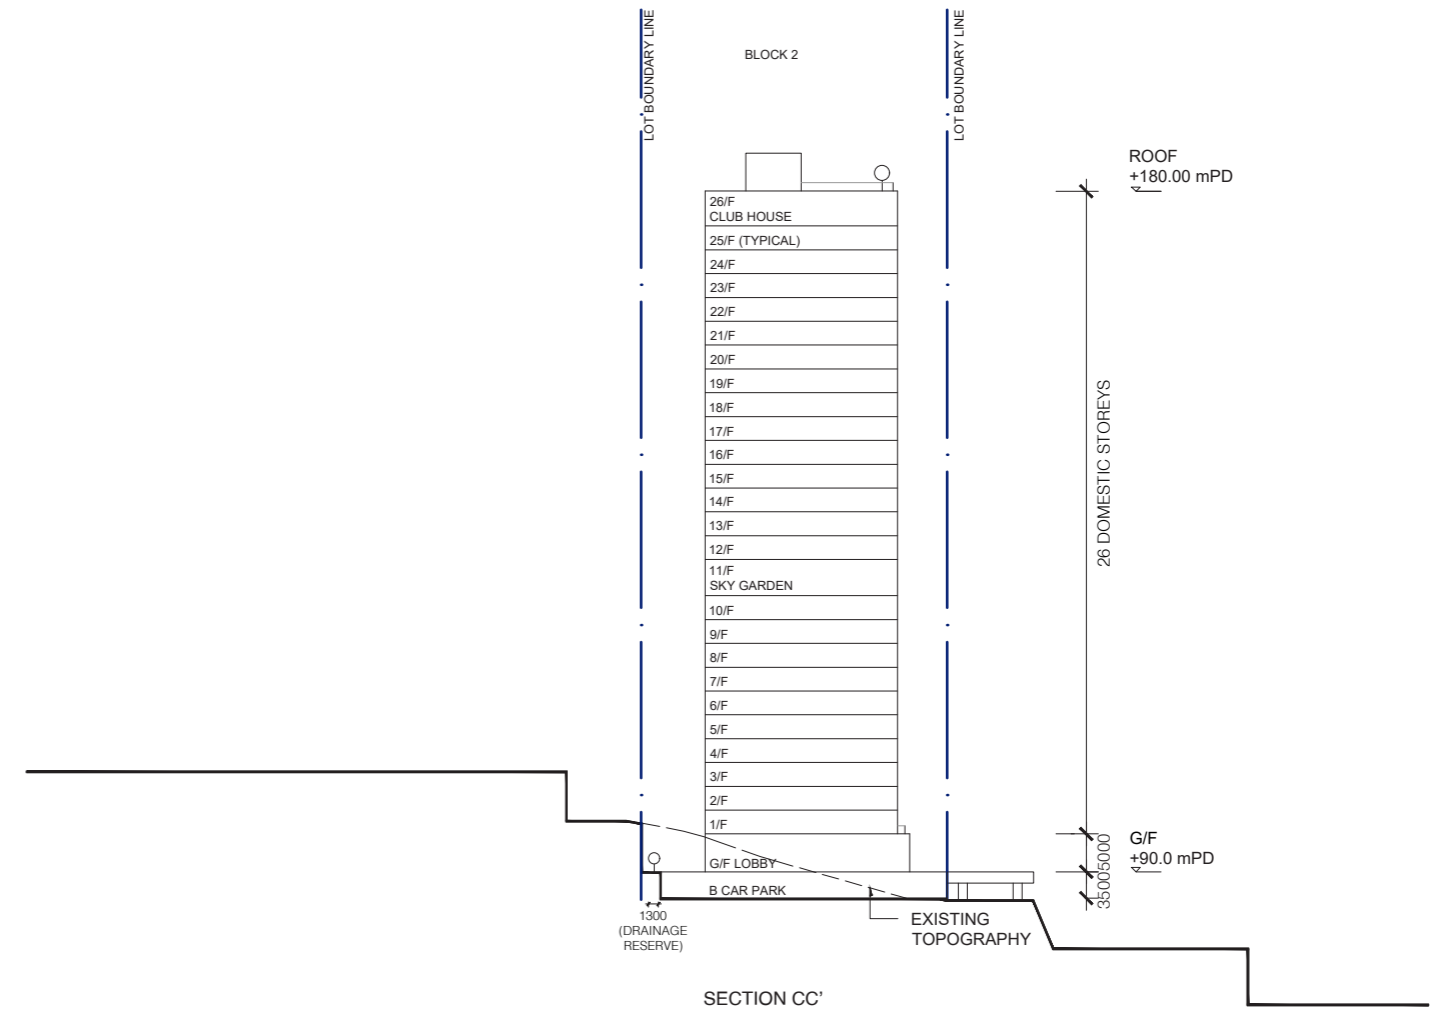 LOT BOUNDARY LINE
BLOCK 2
LOT BOUNDARY LINE
ROOF
+180.00 mPD
26/F
CLUB HOUSE
25/F (TYPICAL)
24/F
23/F
22/F
21/F
20/F
19/F
18/F
17/F
16/F
15/F
14/F
13/F
12/F
11/F
SKY GARDEN
10/F
9/F
8/F
7/F
6/F
5/F
4/F
3/F
2/F
1/F
G/F LOBBY
B CAR PARK
26 DOMESTIC STOREYS
5000
3500
G/F
+90.0 mPD
1300
(DRAINAGE
RESERVE)
EXISTING
TOPOGRAPHY
SECTION CC'